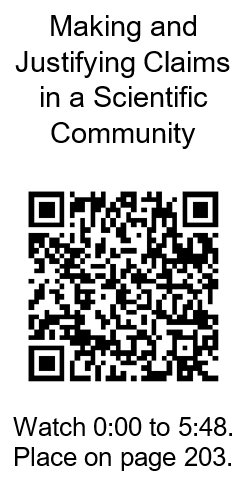 Making and
Justifying Claims
in a Scientific
Community
Watch 0:00 to 5:48.
Place on page 203.